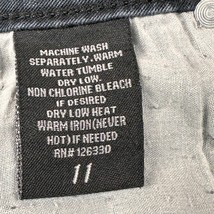 MACHINE WASH
SEPARATELY. WARM
WATER TUMBLE
DRY LOW.
NON CHLORINE BLEACH
IF DESIRED
DRY LOW HEAT
WARM IRON(NEVER
HOT) IF NEEDED
RN# 126330
11